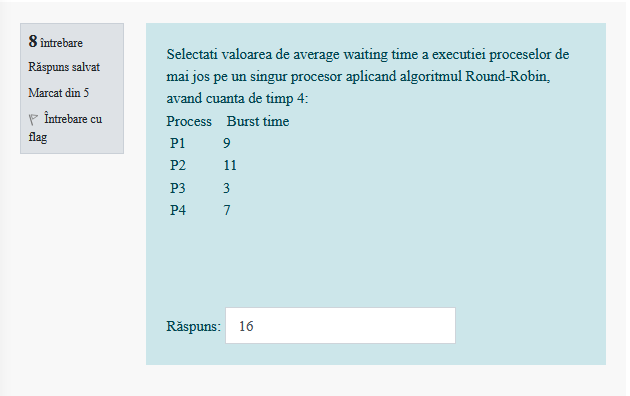 8 întrebare
Răspuns salvat
Marcat din 5
Întrebare cu
flag
Selectati valoarea de average waiting time a executiei proceselor de
mai jos pe un singur procesor aplicand algoritmul Round-Robin,
avand cuanta de timp 4:
Process Burst time
P1 9
P2 11
P3 3
P4 7
Răspuns: 16